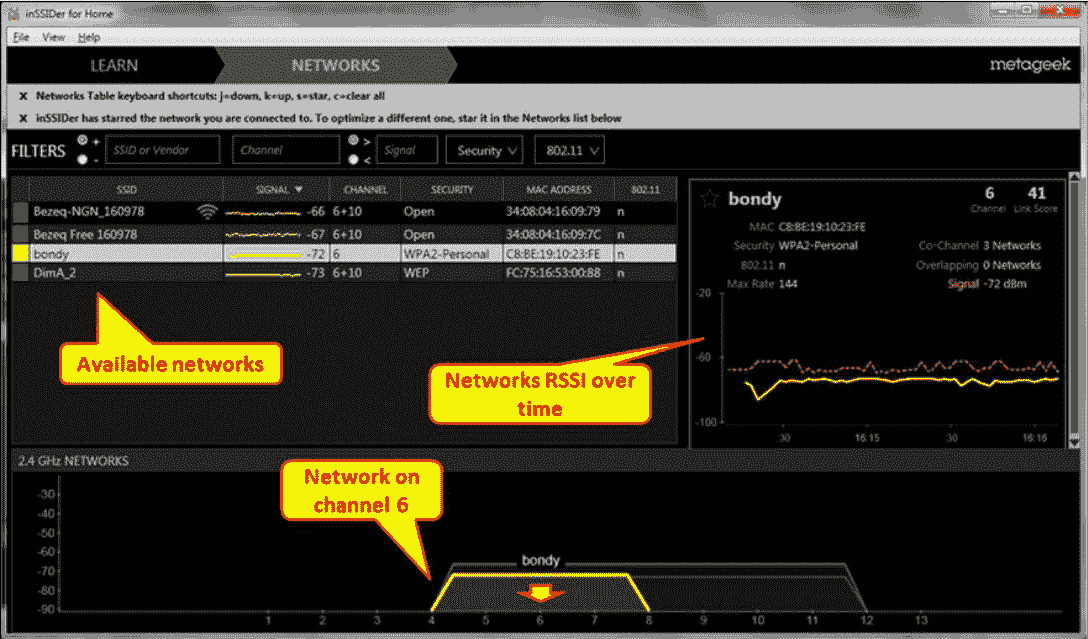 inSSIDer for Home
File View Help
LEARN NETWORKS metageek
X Networks Table keyboard shortcuts: j=down, k=up, s=star, c=clear all
X inSSIDer has starred the network you are connected to. To optimize a different one, star it in the Networks list below
FILTERS + - SSID or Vendor Channel > < Signal Security 802.11
SSID SIGNAL CHANNEL SECURITY MAC ADDRESS 802.11
Bezeq-NGN_160978 -66 6+10 Open 34:08:04:16:09:79 n
Bezeq Free 160978 -67 6+10 Open 34:08:04:16:09:7C n
bondy -72 6 WPA2-Personal C8:BE:19:10:23:FE n
DimA_2 -73 6+10 WEP FC:75:16:53:00:88 n
Available networks
bondy 6 41
Channel Link Score
MAC C8:BE:19:10:23:FE
Security WPA2-Personal Co-Channel 3 Networks
802.11 n Overlapping 0 Networks
Max Rate 144 Signal -72 dBm
-20
-60
-100
:30 16:15 :30 16:16
Networks RSSI over
time
2.4 GHz NETWORKS
Network on
channel 6
-30
-40
-50
-60
-70
-80
-90
bondy
1 2 3 4 5 6 7 8 9 10 11 12 13